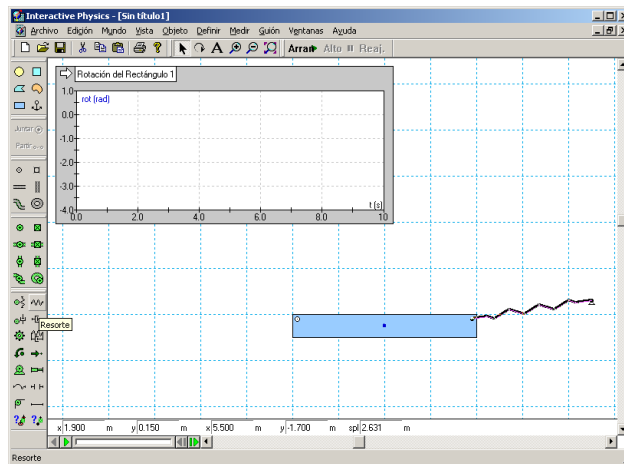 Interactive Physics - [Sin título1]
Archivo Edigión Mundo Vista Objeto Definir Medir Guión Ventanas Ayuda
A Arran Alto Reaj.
Rotación del Rectángulo 1
1.0
rot (rad)
0.0
-1.0
-2.0
-3.0
-4.0
t (s)
0.0 2.0 4.0 6.0 8.0 10
Juntar
Partir
Resorte
x 1.900 m y 0.150 m x 5.500 m y -1.700 m spl 2.631 m
Resorte